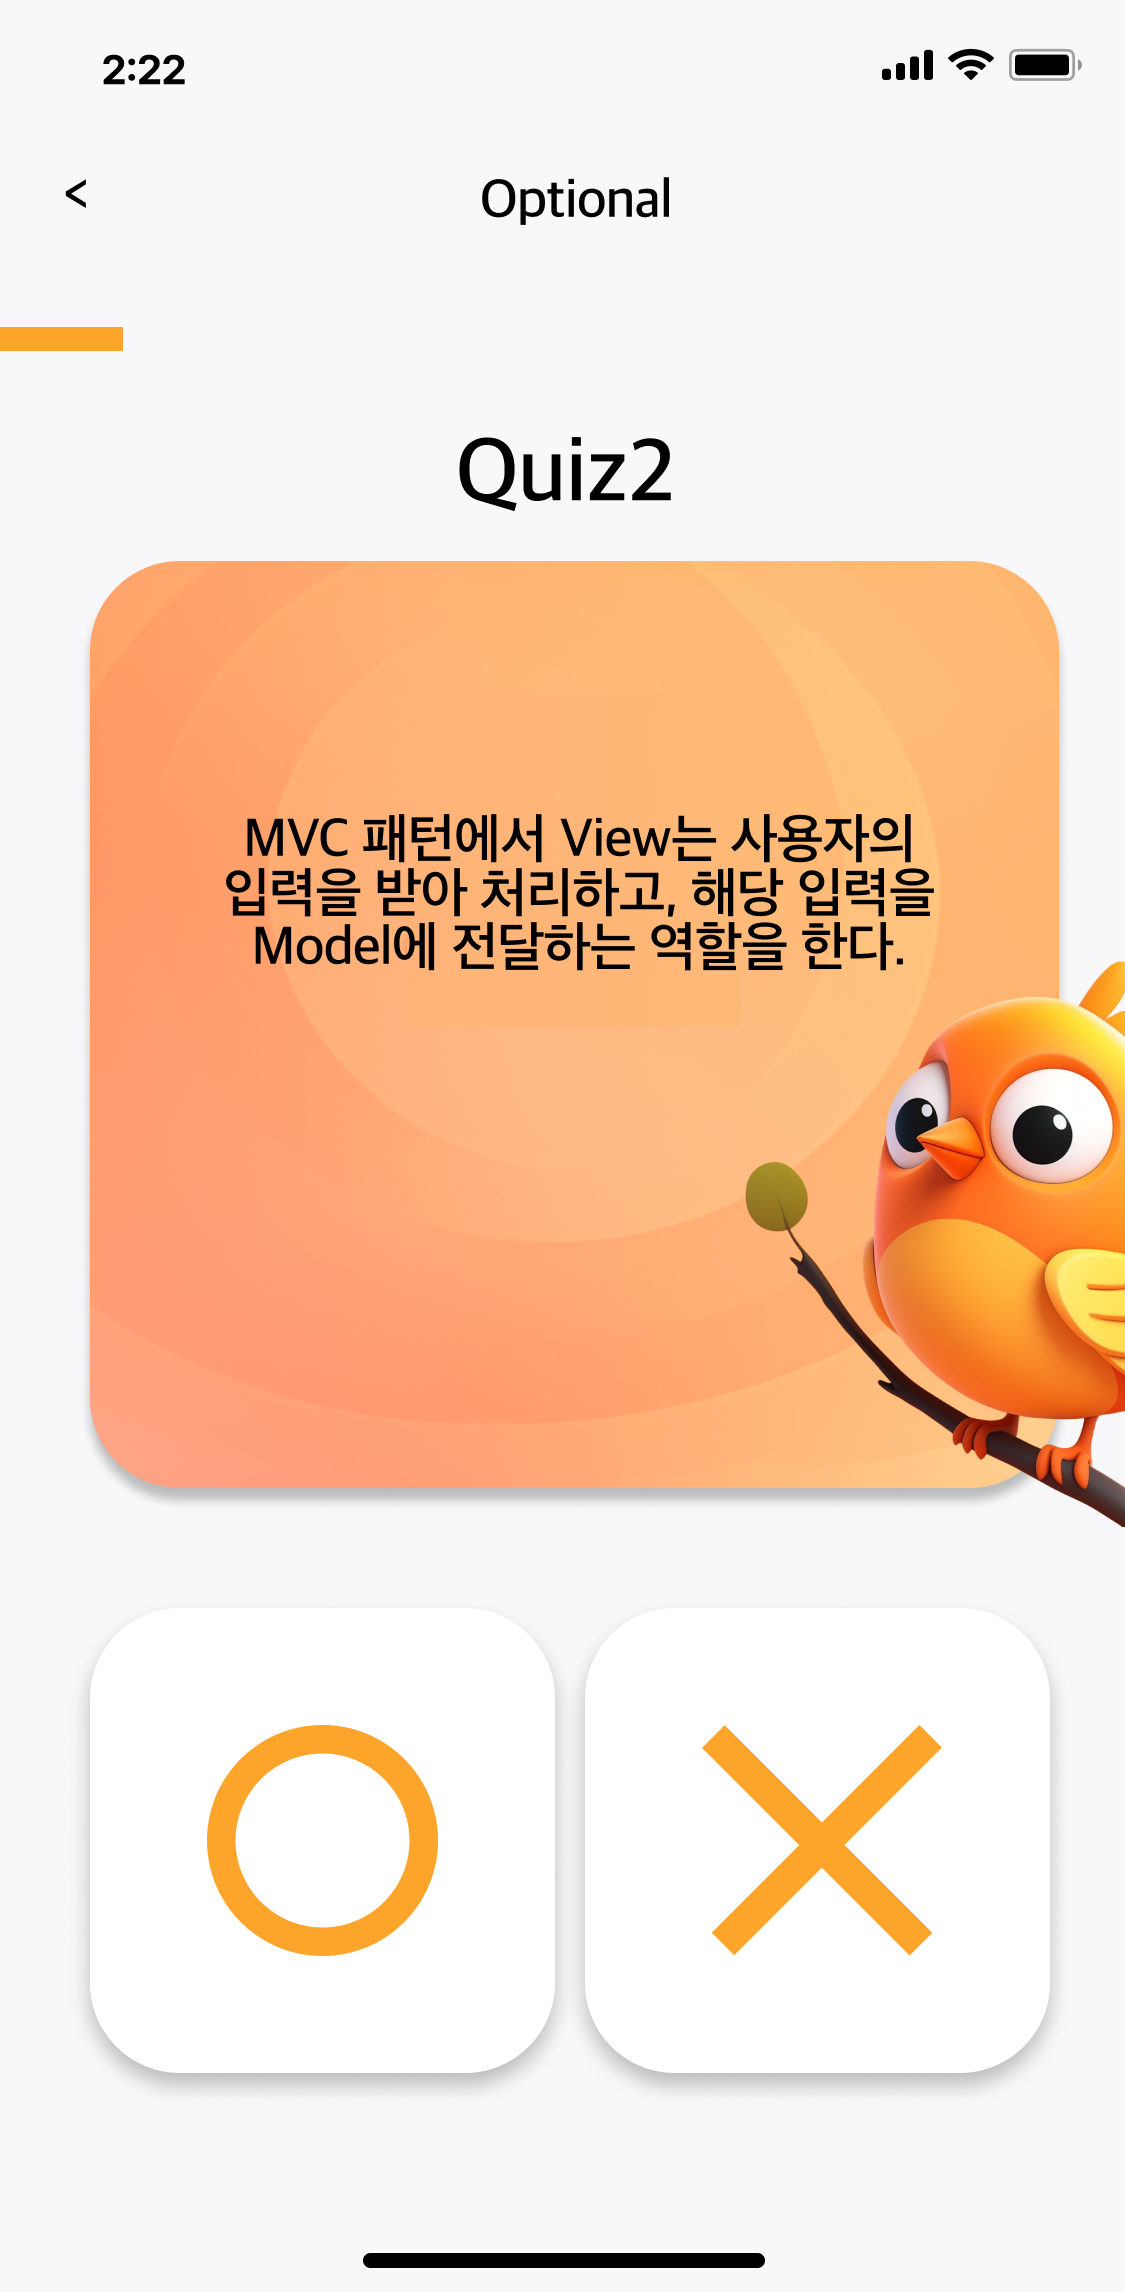 2:22
<
Optional
Quiz2
MVC 패턴에서 View는 사용자의
입력을 받아 처리하고, 해당 입력을
Model에 전달하는 역할을 한다.